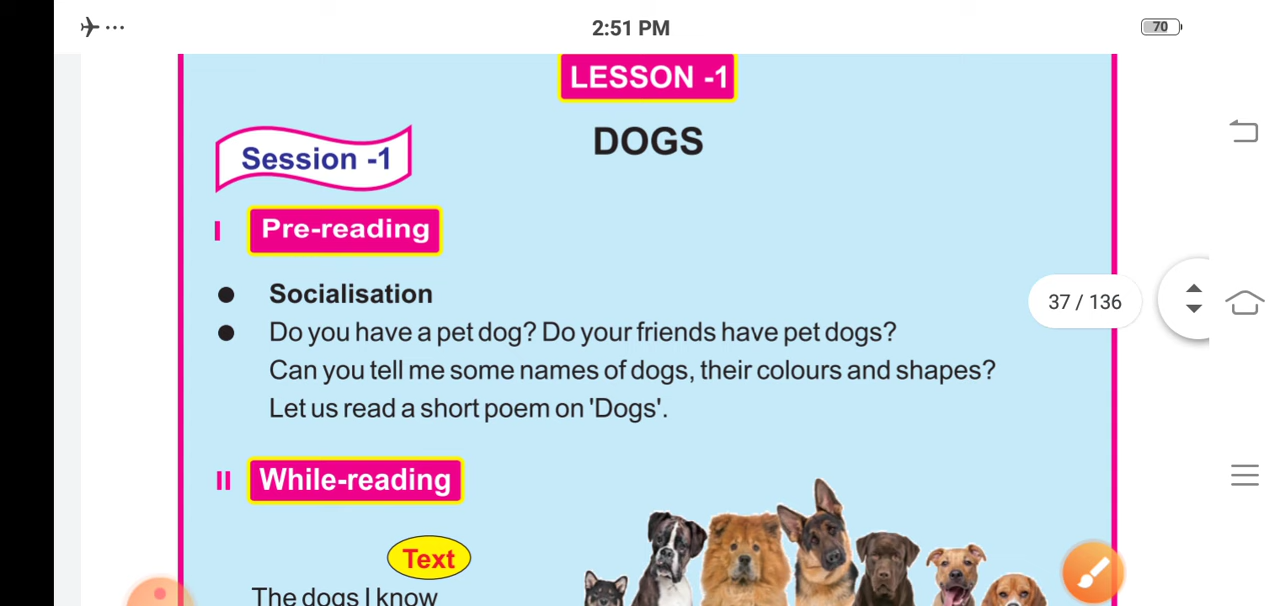 2:51 PM
70
LESSON -1
DOGS
Session -1
I Pre-reading
37 / 136
● Socialisation
● Do you have a pet dog? Do your friends have pet dogs?
Can you tell me some names of dogs, their colours and shapes?
Let us read a short poem on 'Dogs'.
II While-reading
Text
The dogs I know